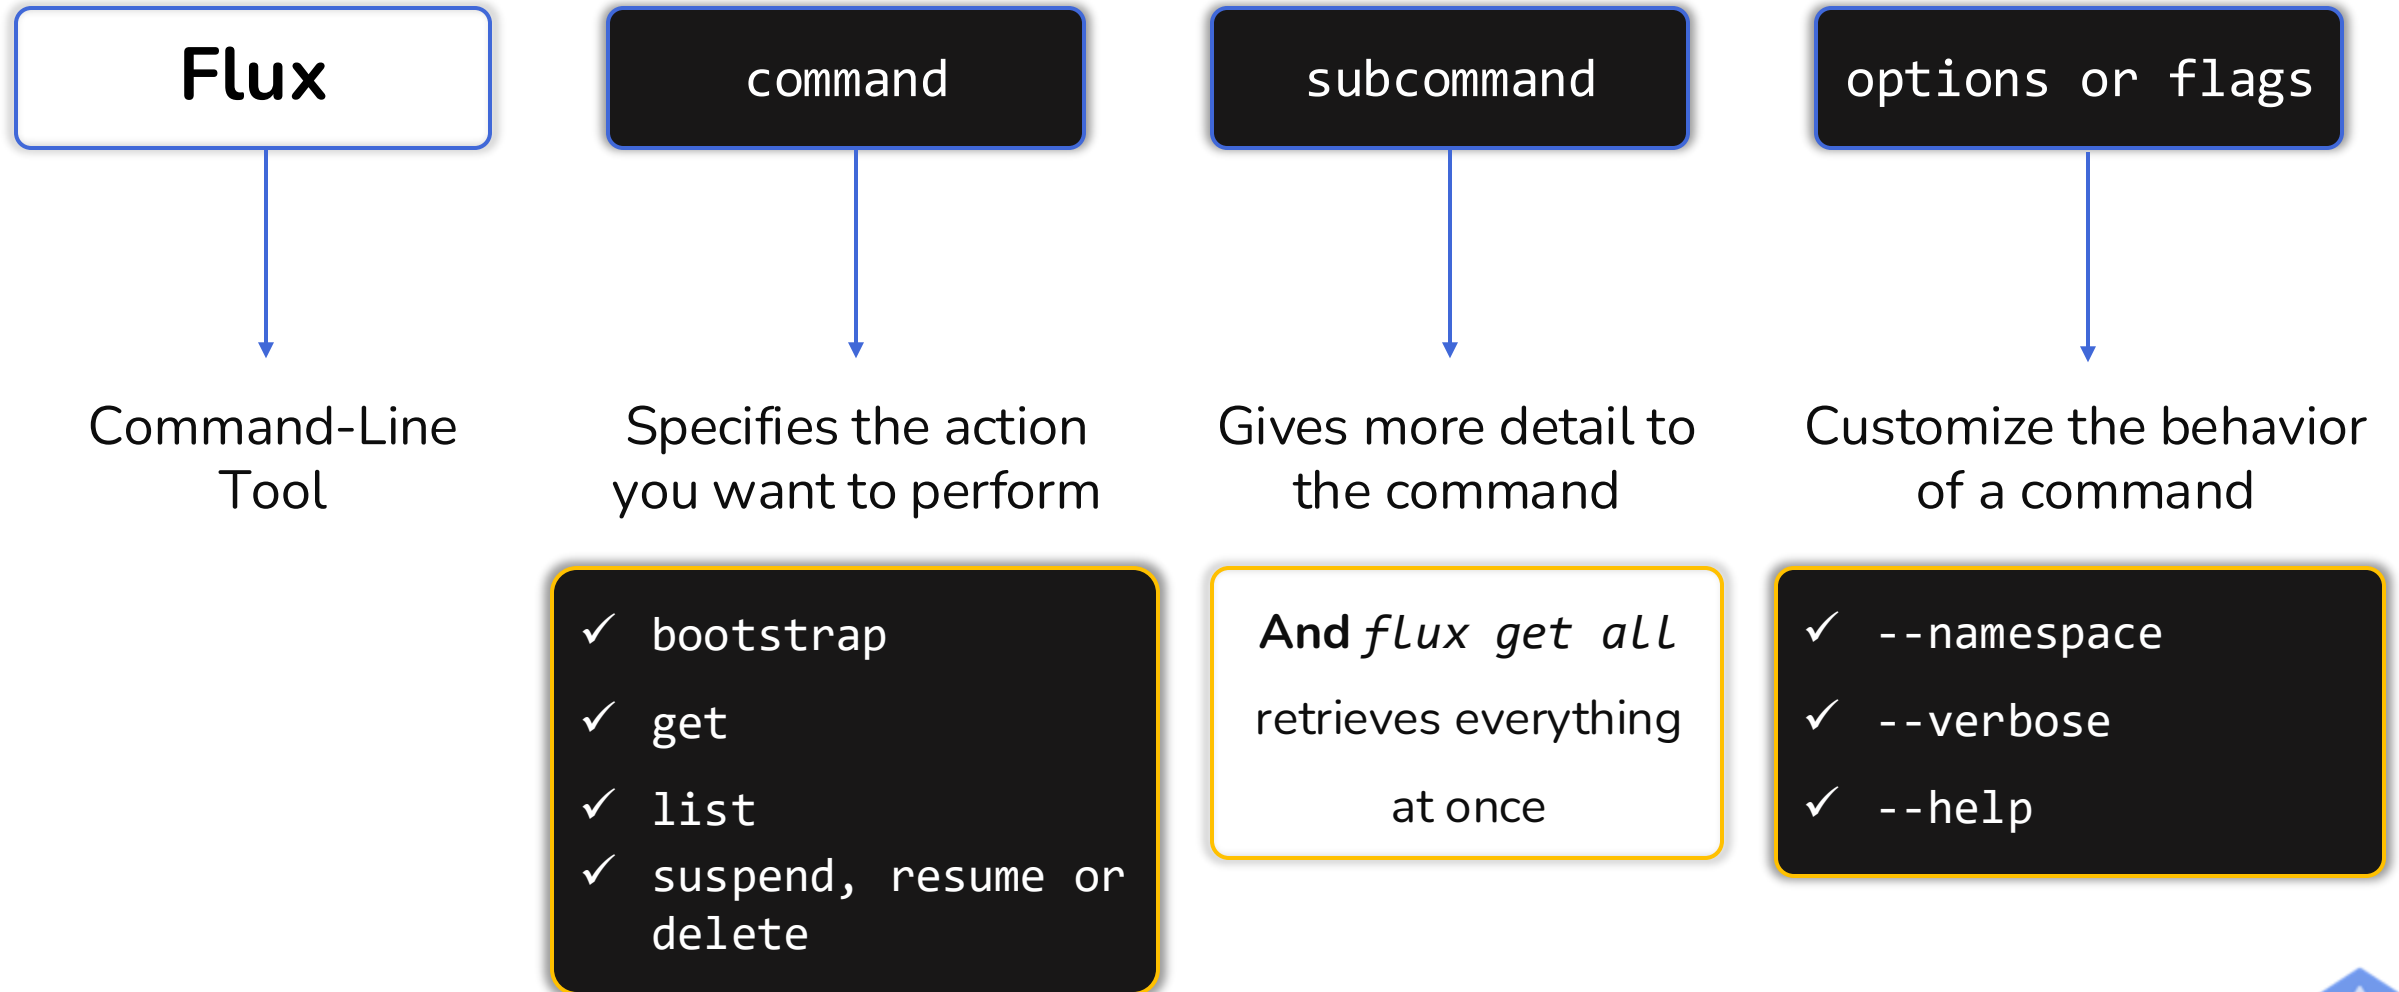 Flux
command
subcommand
options or flags
Command-Line
Tool
Specifies the action
you want to perform
Gives more detail to
the command
Customize the behavior
of a command
✓ bootstrap
✓ get
✓ list
✓ suspend, resume or
delete
And flux get all
retrieves everything
at once
✓ --namespace
✓ --verbose
✓ --help